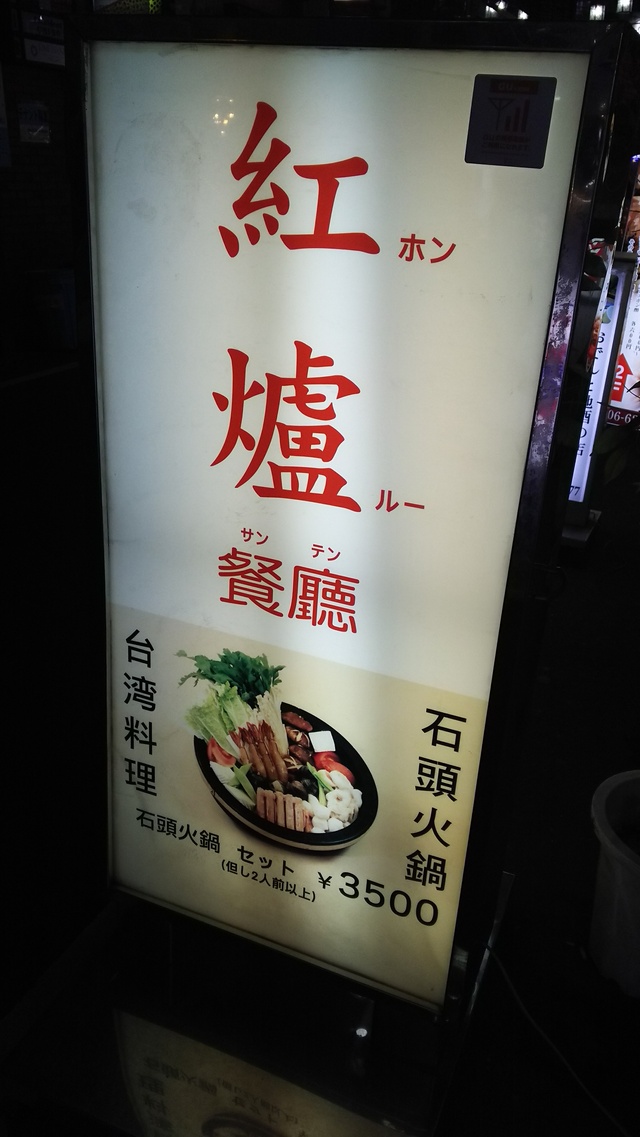 紅
ホン
爐
ルー
サン テン
餐廳
台湾料理
石頭火鍋
石頭火鍋 セット
(但し2人前以上)
¥3500